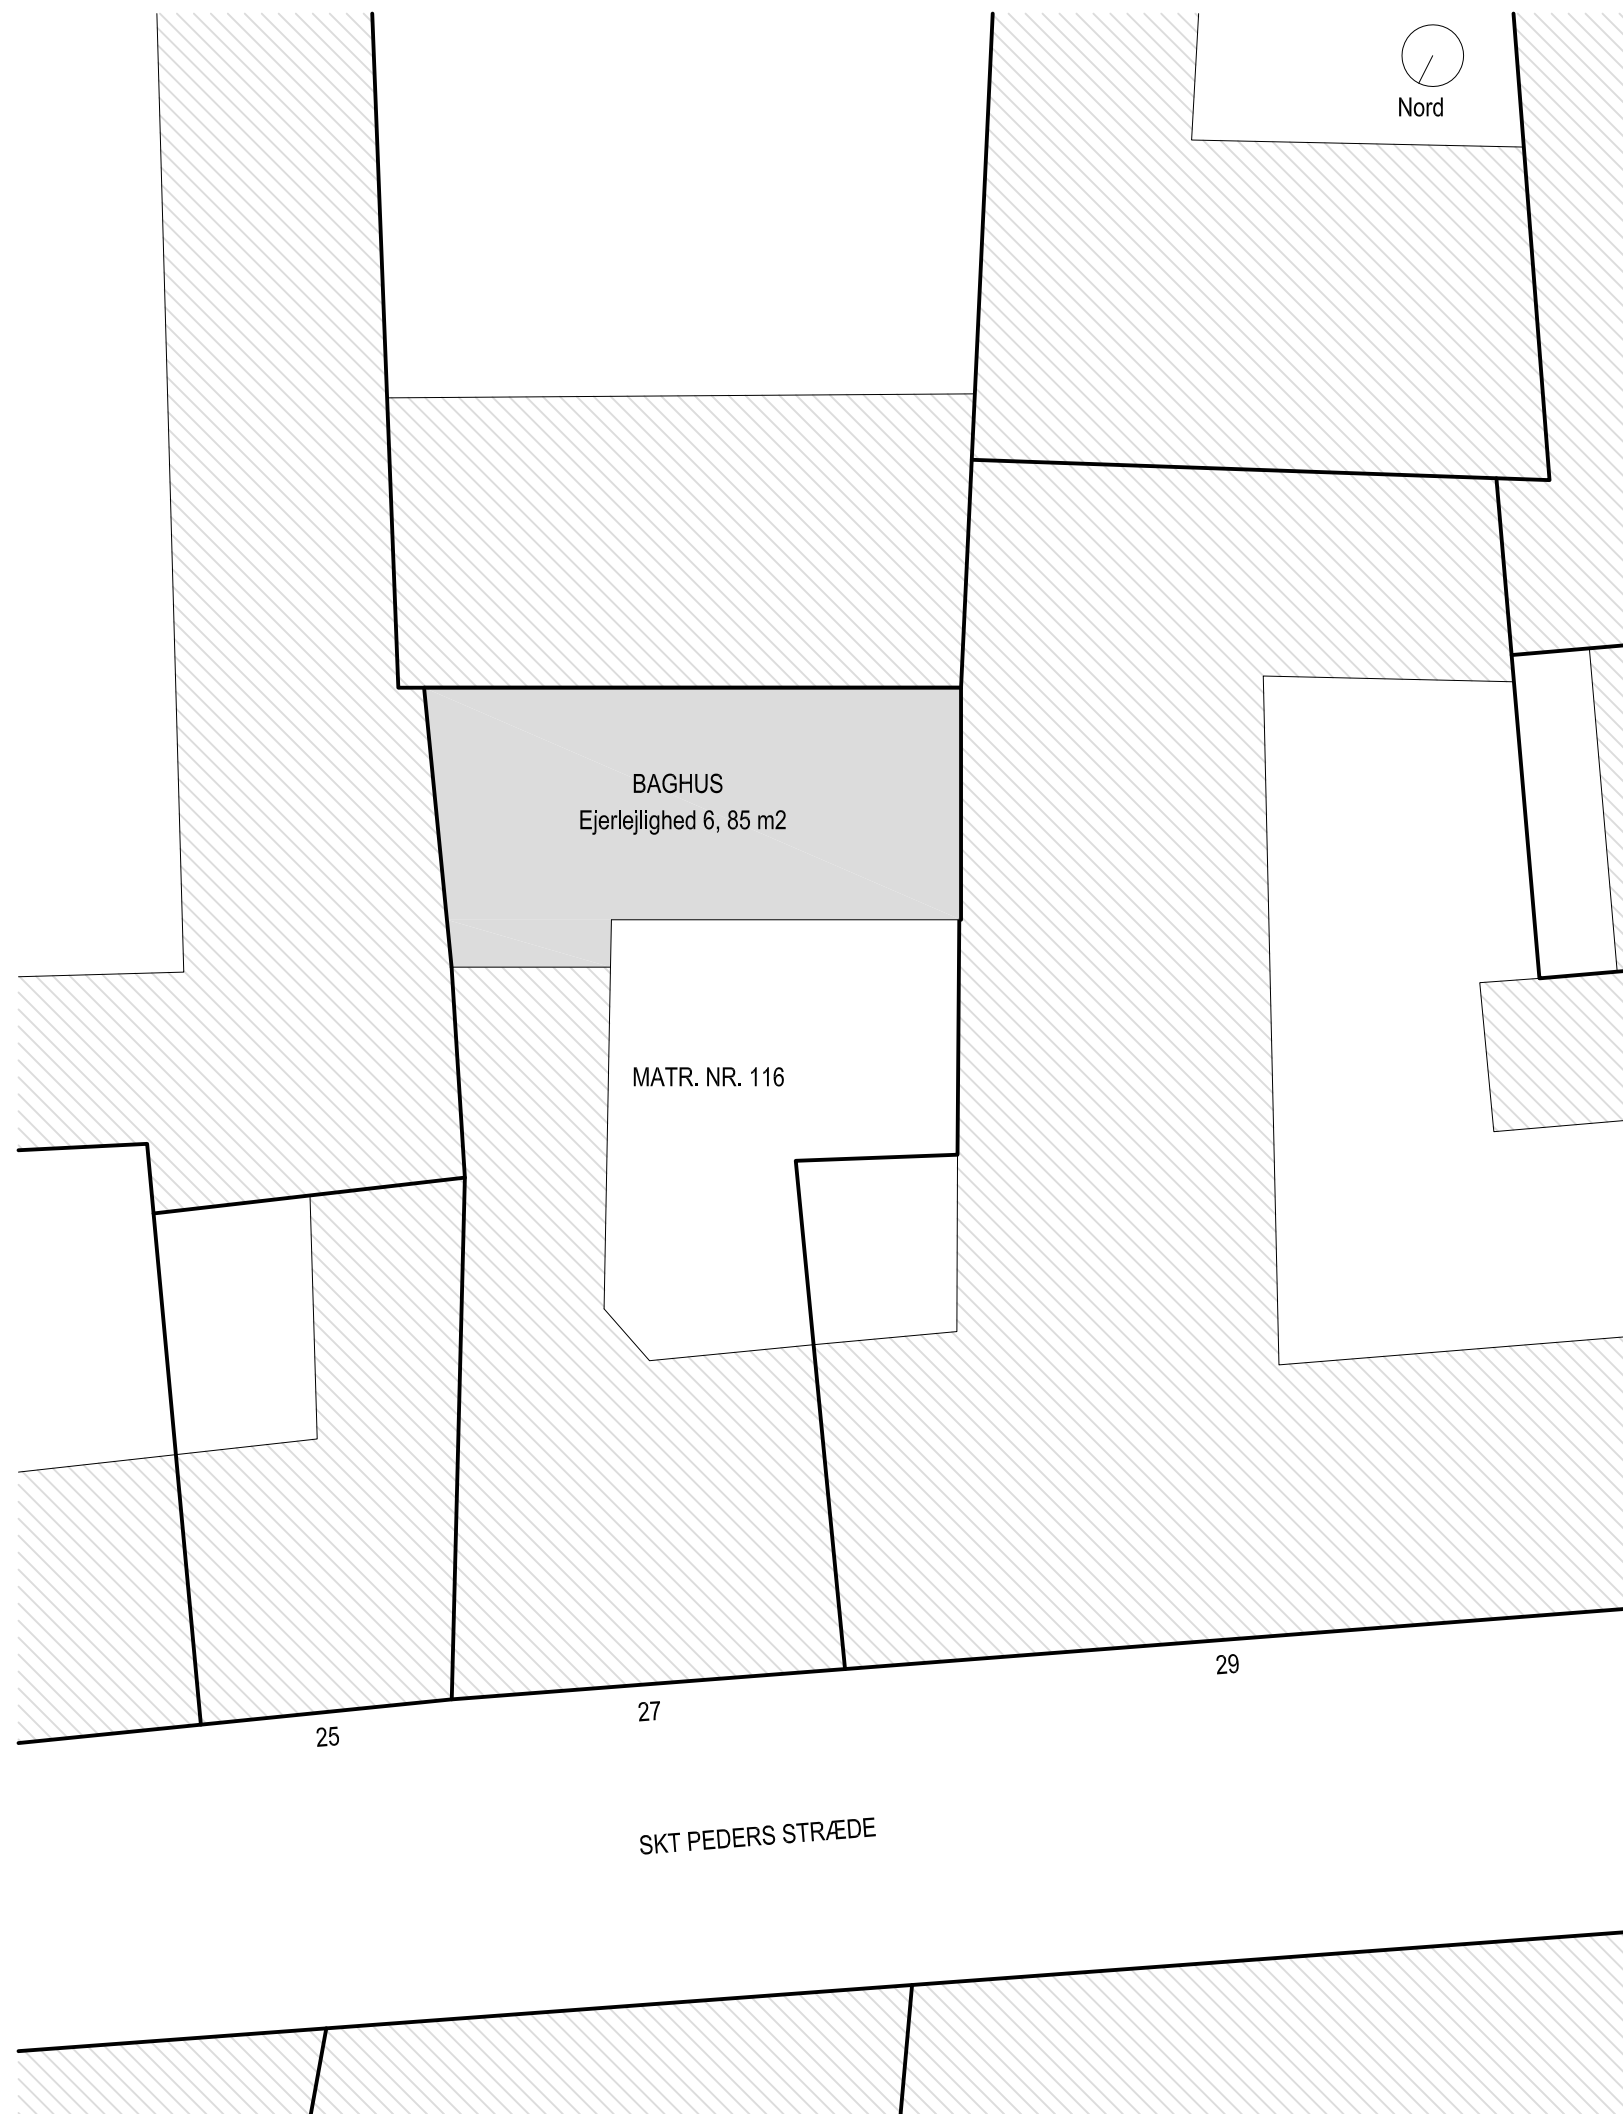 Nord
BAGHUS
Ejerlejlighed 6, 85 m2
MATR. NR. 116
29
27
25
SKT PEDERS STRÆDE